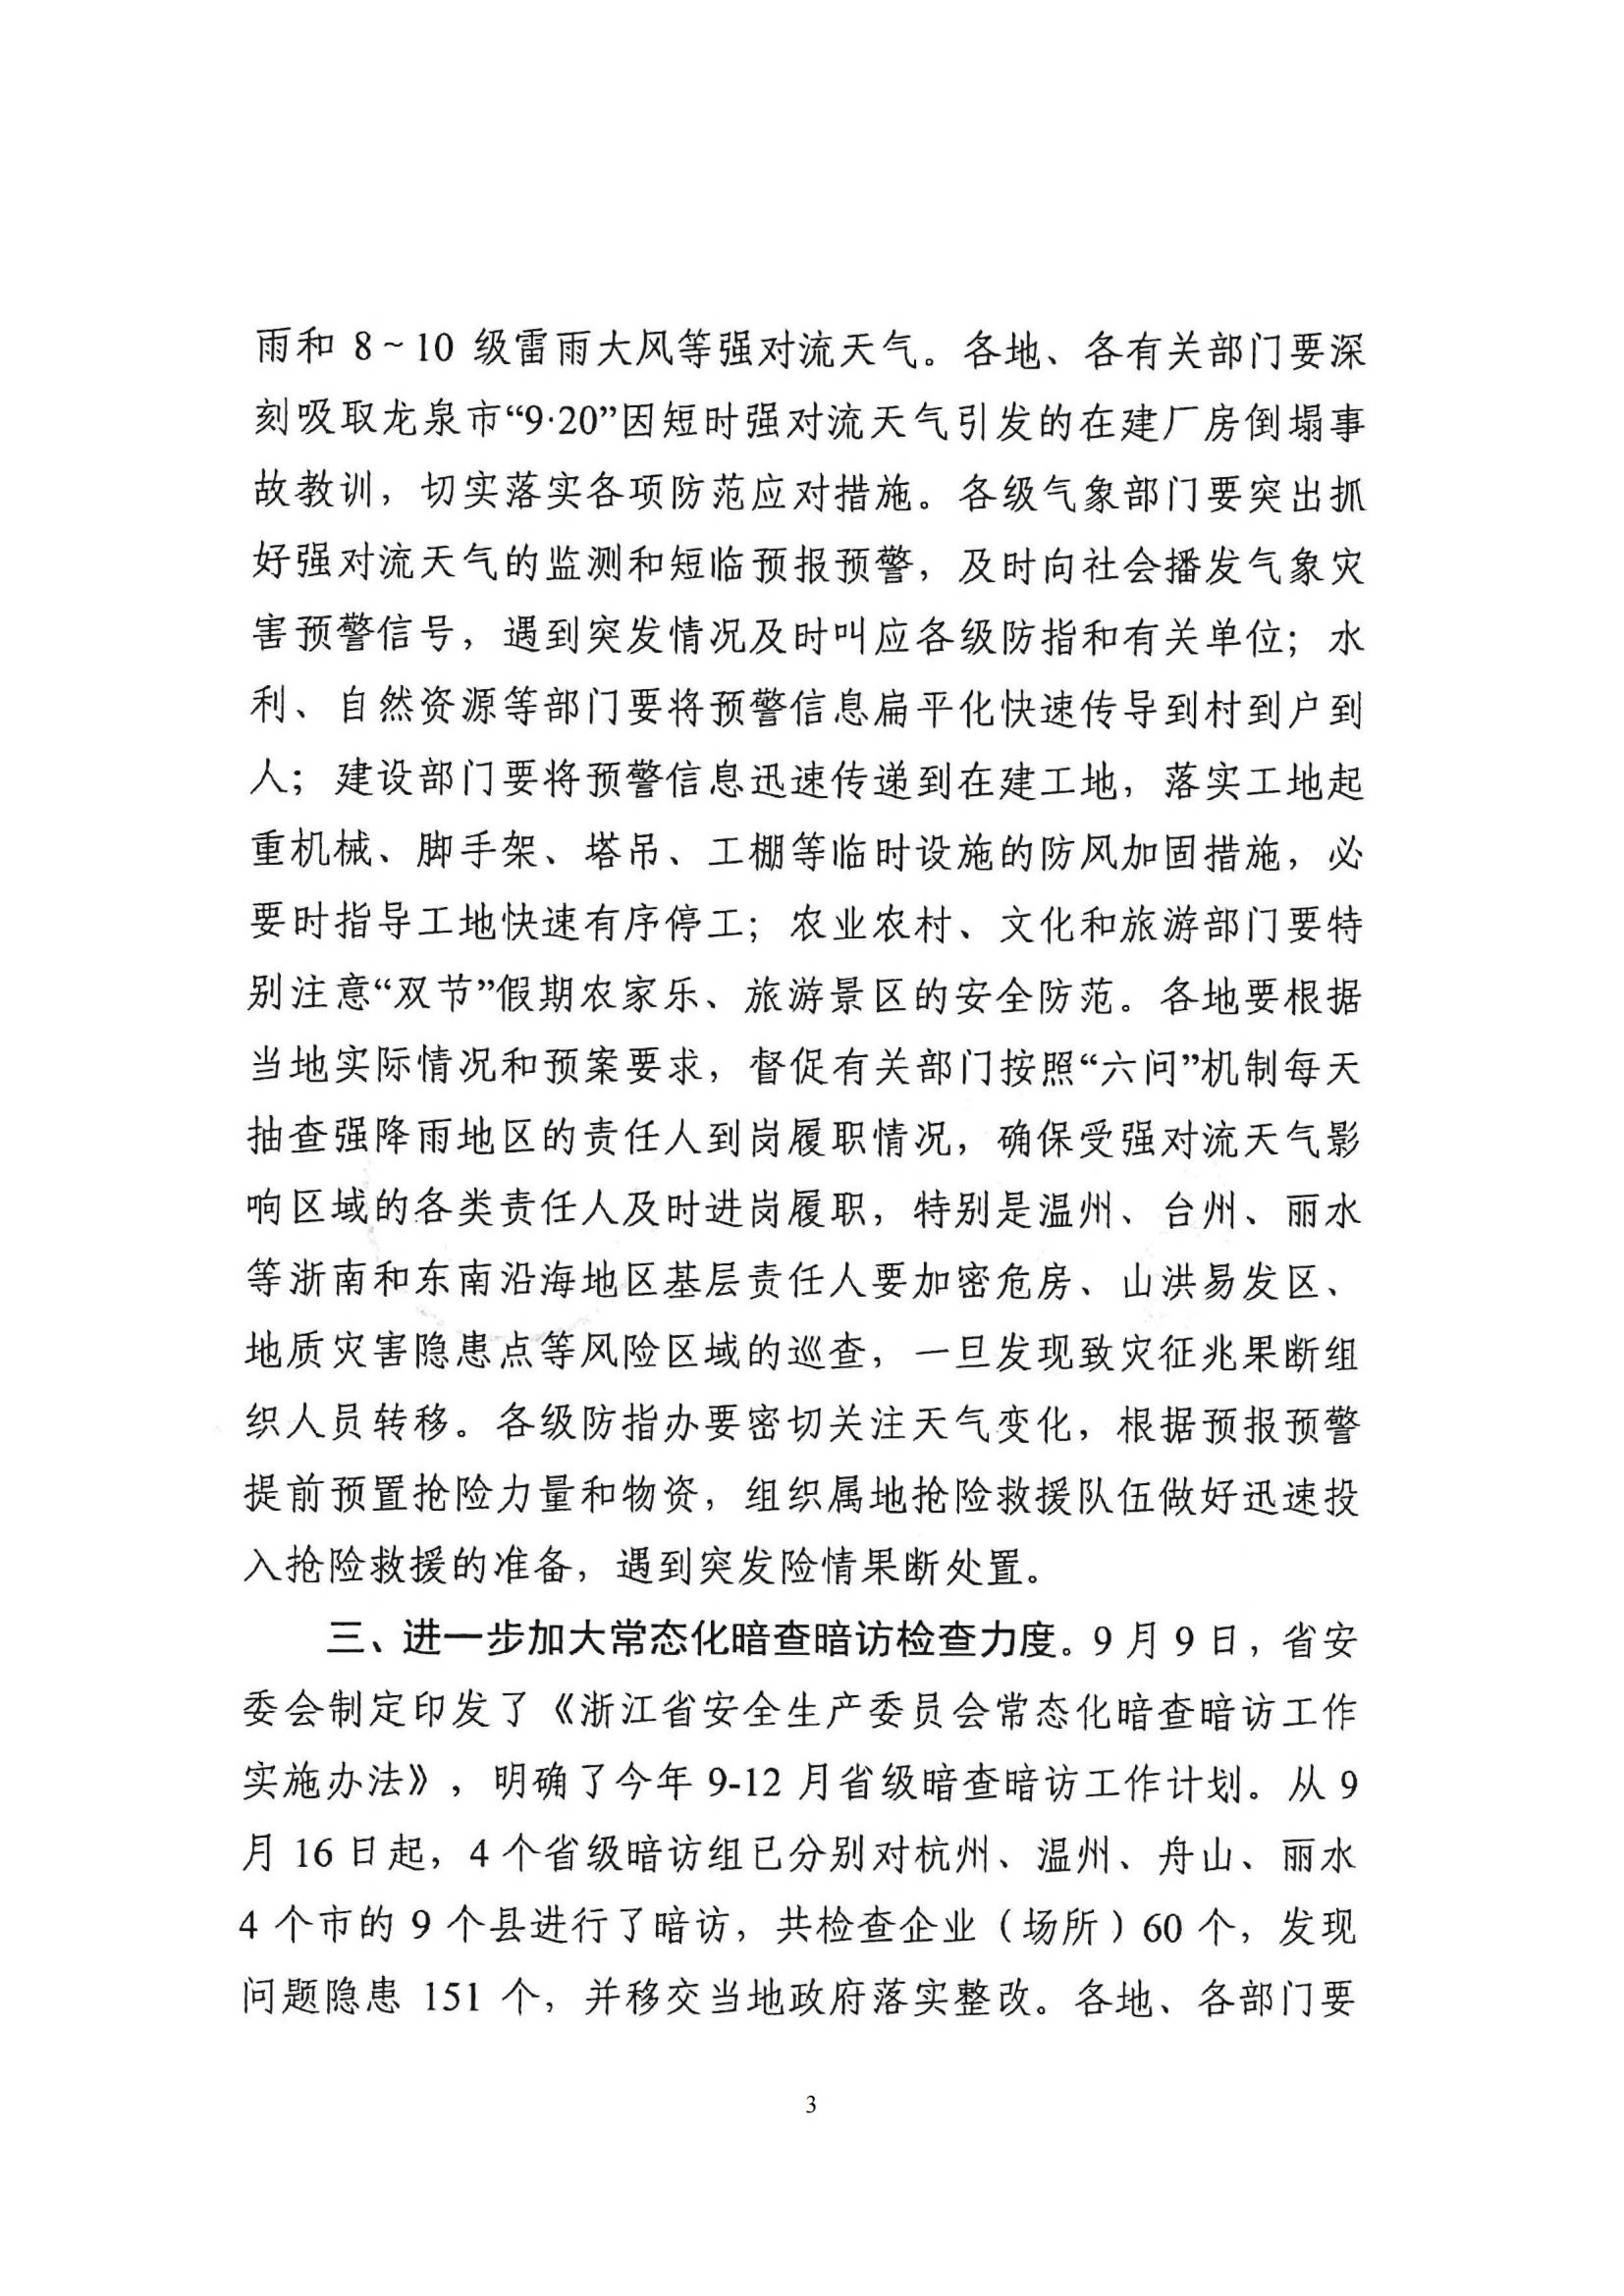 雨和 8～10 级雷雨大风等强对流天气。各地、各有关部门要深
刻吸取龙泉市“9·20”因短时强对流天气引发的在建厂房倒塌事
故教训，切实落实各项防范应对措施。各级气象部门要突出抓
好强对流天气的监测和短临预报预警，及时向社会播发气象灾
害预警信号，遇到突发情况及时叫应各级防指和有关单位；水
利、自然资源等部门要将预警信息扁平化快速传导到村到户到
人；建设部门要将预警信息迅速传递到在建工地，落实工地起
重机械、脚手架、塔吊、工棚等临时设施的防风加固措施，必
要时指导工地快速有序停工；农业农村、文化和旅游部门要特
别注意“双节”假期农家乐、旅游景区的安全防范。各地要根据
当地实际情况和预案要求，督促有关部门按照“六问”机制每天
抽查强降雨地区的责任人到岗履职情况，确保受强对流天气影
响区域的各类责任人及时进岗履职，特别是温州、台州、丽水
等浙南和东南沿海地区基层责任人要加密危房、山洪易发区、
地质灾害隐患点等风险区域的巡查，一旦发现致灾征兆果断组
织人员转移。各级防指办要密切关注天气变化，根据预报预警
提前预置抢险力量和物资，组织属地抢险救援队伍做好迅速投
入抢险救援的准备，遇到突发险情果断处置。
三、进一步加大常态化暗查暗访检查力度。9 月 9 日，省安
委会制定印发了《浙江省安全生产委员会常态化暗查暗访工作
实施办法》，明确了今年 9-12 月省级暗查暗访工作计划。从 9
月 16 日起，4 个省级暗访组已分别对杭州、温州、舟山、丽水
4 个市的 9 个县进行了暗访，共检查企业（场所）60 个，发现
问题隐患 151 个，并移交当地政府落实整改。各地、各部门要
3